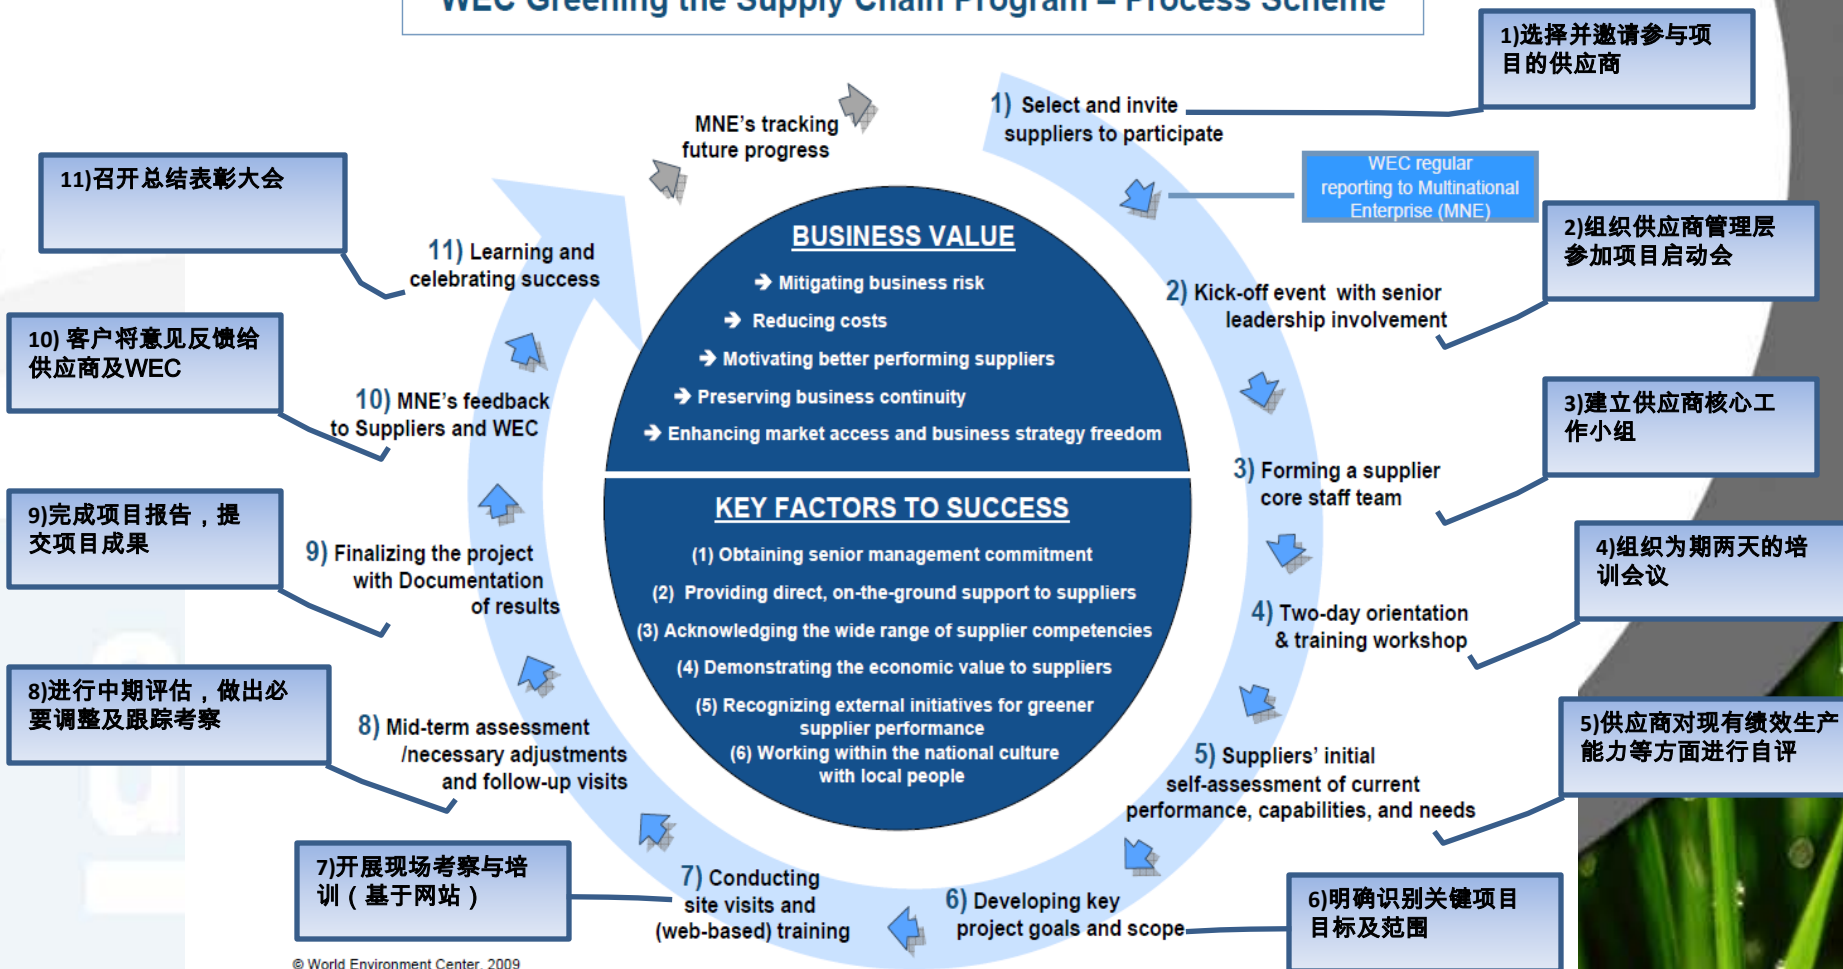 WEC Greening the Supply Chain Program – Process Scheme
1)选择并邀请参与项
目的供应商
1) Select and invite
suppliers to participate
MNE's tracking
future progress
WEC regular
reporting to Multinational
Enterprise (MNE)
11)召开总结表彰大会
2)组织供应商管理层
参加项目启动会
11) Learning and
celebrating success
2) Kick-off event with senior
leadership involvement
BUSINESS VALUE
➔ Mitigating business risk
➔ Reducing costs
➔ Motivating better performing suppliers
➔ Preserving business continuity
➔ Enhancing market access and business strategy freedom
10) 客户将意见反馈给
供应商及WEC
10) MNE's feedback
to Suppliers and WEC
3)建立供应商核心工
作小组
3) Forming a supplier
core staff team
KEY FACTORS TO SUCCESS
(1) Obtaining senior management commitment
(2) Providing direct, on-the-ground support to suppliers
(3) Acknowledging the wide range of supplier competencies
(4) Demonstrating the economic value to suppliers
(5) Recognizing external initiatives for greener
supplier performance
(6) Working within the national culture
with local people
9)完成项目报告，提
交项目成果
9) Finalizing the project
with Documentation
of results
4)组织为期两天的培
训会议
4) Two-day orientation
& training workshop
8)进行中期评估，做出必
要调整及跟踪考察
8) Mid-term assessment
/necessary adjustments
and follow-up visits
5)供应商对现有绩效生产
能力等方面进行自评
5) Suppliers' initial
self-assessment of current
performance, capabilities, and needs
7)开展现场考察与培
训（基于网站）
7) Conducting
site visits and
(web-based) training
6) Developing key
project goals and scope
6)明确识别关键项目
目标及范围
© World Environment Center, 2009